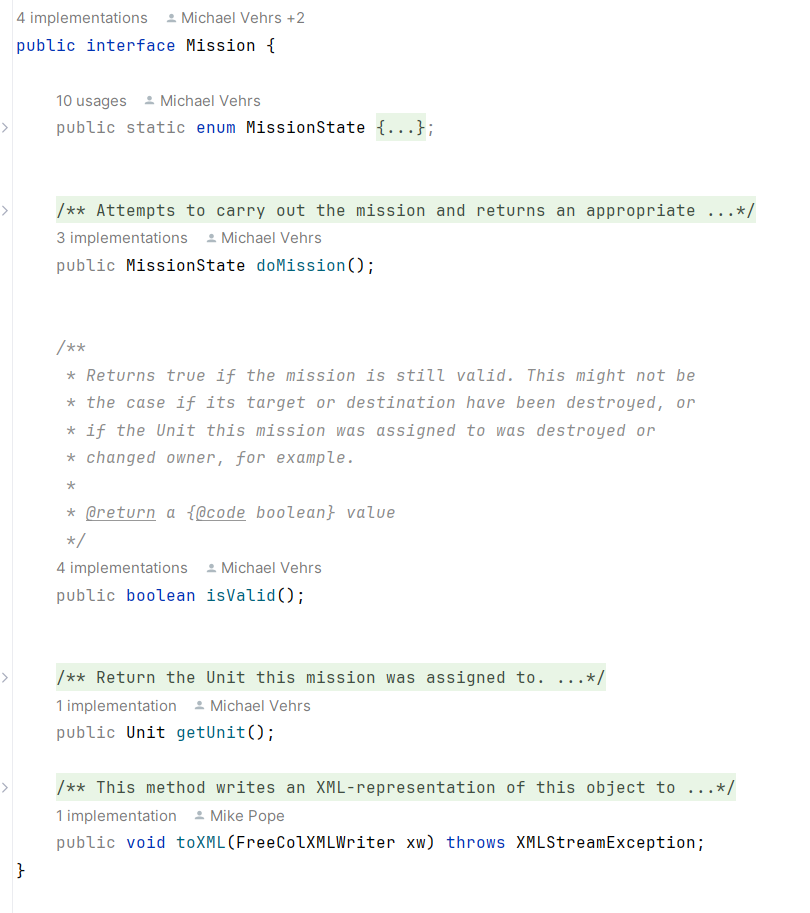 4 implementations Michael Vehrs +2
public interface Mission {
10 usages Michael Vehrs
public static enum MissionState {...};
/** Attempts to carry out the mission and returns an appropriate ...*/
3 implementations Michael Vehrs
public MissionState doMission();
/**
* Returns true if the mission is still valid. This might not be
* the case if its target or destination have been destroyed, or
* if the Unit this mission was assigned to was destroyed or
* changed owner, for example.
*
* @return a {@code boolean} value
*/
4 implementations Michael Vehrs
public boolean isValid();
/** Return the Unit this mission was assigned to. ...*/
1 implementation Michael Vehrs
public Unit getUnit();
/** This method writes an XML-representation of this object to ...*/
1 implementation Mike Pope
public void toXML(FreeColXMLWriter xw) throws XMLStreamException;
}